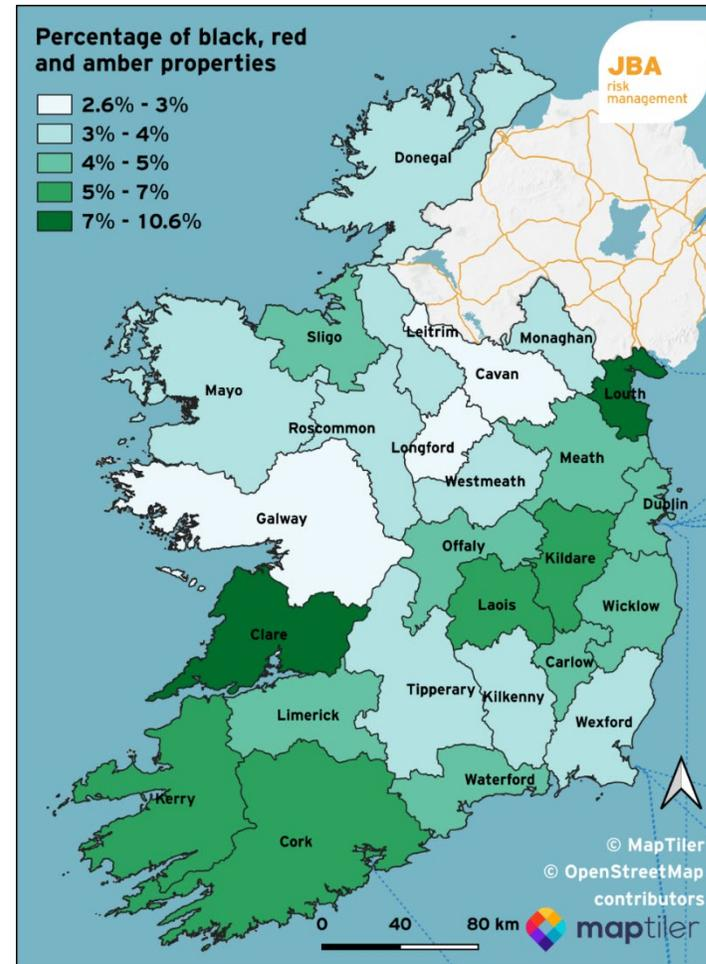 Percentage of black, red
and amber properties
2.6% - 3%
3% - 4%
4% - 5%
5% - 7%
7% - 10.6%
JBA
risk
management
Donegal
Sligo
Leitrim
Monaghan
Cavan
Louth
Mayo
Roscommon
Longford
Meath
Westmeath
Dublin
Galway
Offaly
Kildare
Laois
Wicklow
Clare
Carlow
Tipperary
Kilkenny
Limerick
Wexford
Waterford
Kerry
Cork
© MapTiler
© OpenStreetMap
contributors
0 40 80 km
maptiler